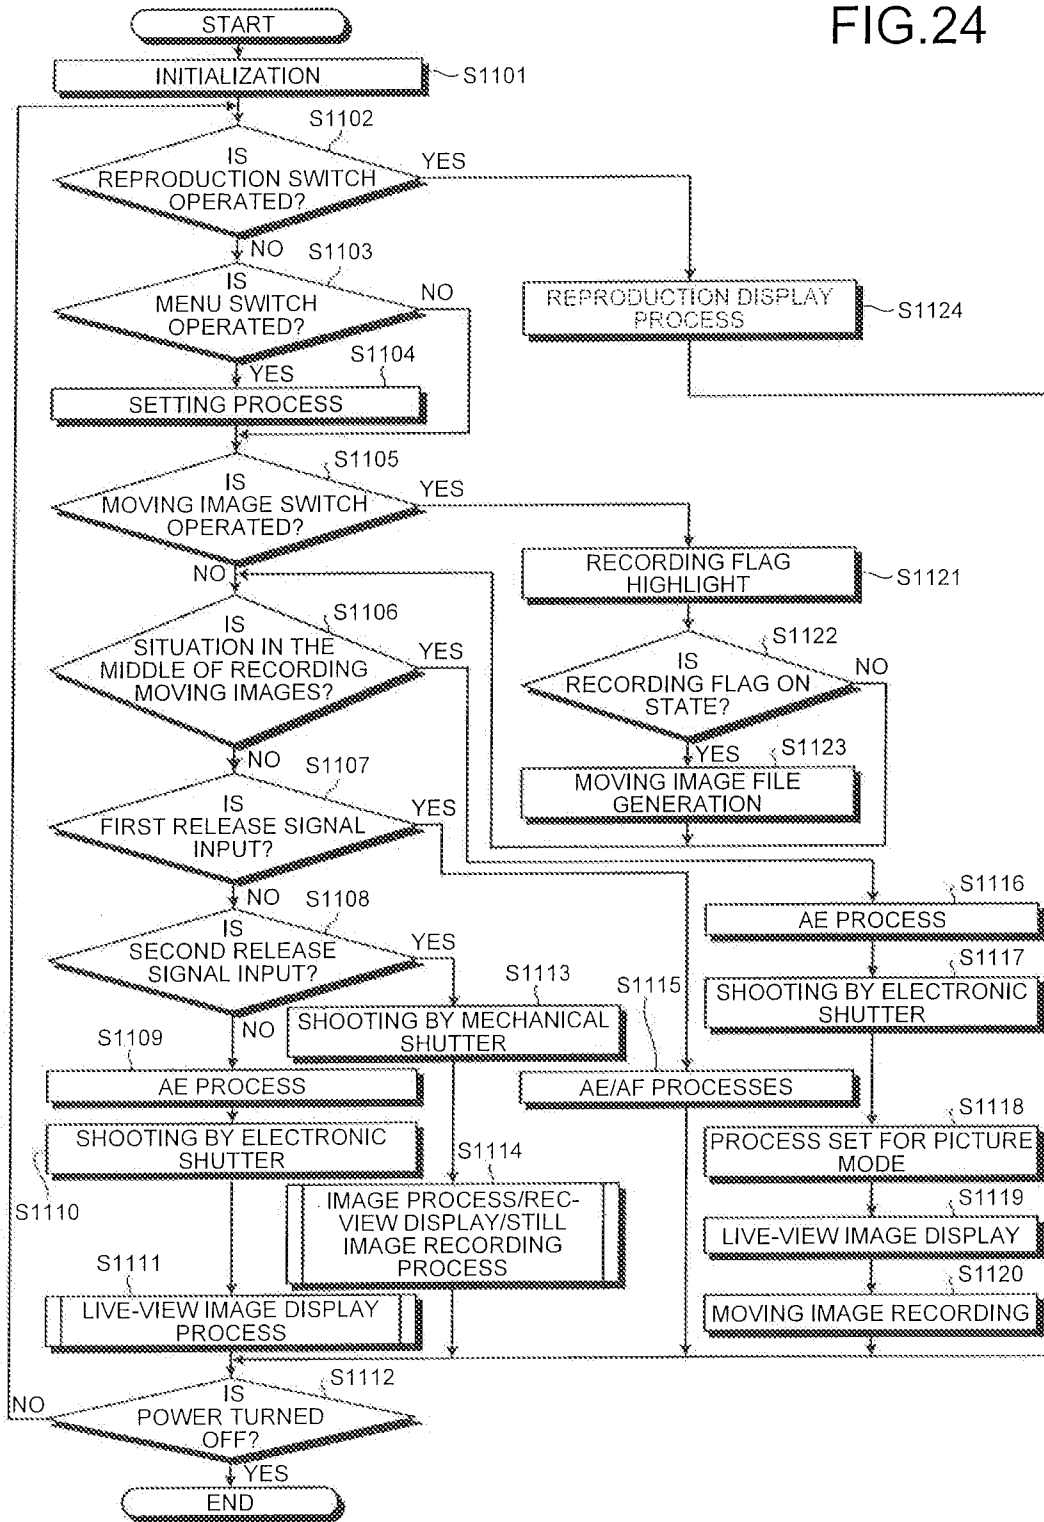 FIG.24
START
INITIALIZATION
S1101
S1102
IS
REPRODUCTION SWITCH
OPERATED?
YES
NO
S1103
IS
MENU SWITCH
OPERATED?
NO
YES
REPRODUCTION DISPLAY
PROCESS
S1124
S1104
SETTING PROCESS
S1105
IS
MOVING IMAGE SWITCH
OPERATED?
YES
NO
RECORDING FLAG
HIGHLIGHT
S1121
S1106
IS
SITUATION IN THE
MIDDLE OF RECORDING
MOVING IMAGES?
YES
NO
S1122
IS
RECORDING FLAG ON
STATE?
NO
YES
S1123
MOVING IMAGE FILE
GENERATION
S1107
IS
FIRST RELEASE SIGNAL
INPUT?
YES
NO
S1108
IS
SECOND RELEASE
SIGNAL INPUT?
YES
NO
S1116
AE PROCESS
S1117
SHOOTING BY ELECTRONIC
SHUTTER
S1113
SHOOTING BY MECHANICAL
SHUTTER
S1115
AE/AF PROCESSES
S1109
AE PROCESS
SHOOTING BY ELECTRONIC
SHUTTER
S1110
S1118
PROCESS SET FOR PICTURE
MODE
S1114
IMAGE PROCESS/REC-
VIEW DISPLAY/STILL
IMAGE RECORDING
PROCESS
S1119
LIVE-VIEW IMAGE DISPLAY
S1120
MOVING IMAGE RECORDING
S1111
LIVE-VIEW IMAGE DISPLAY
PROCESS
S1112
IS
POWER TURNED
OFF?
NO
YES
END